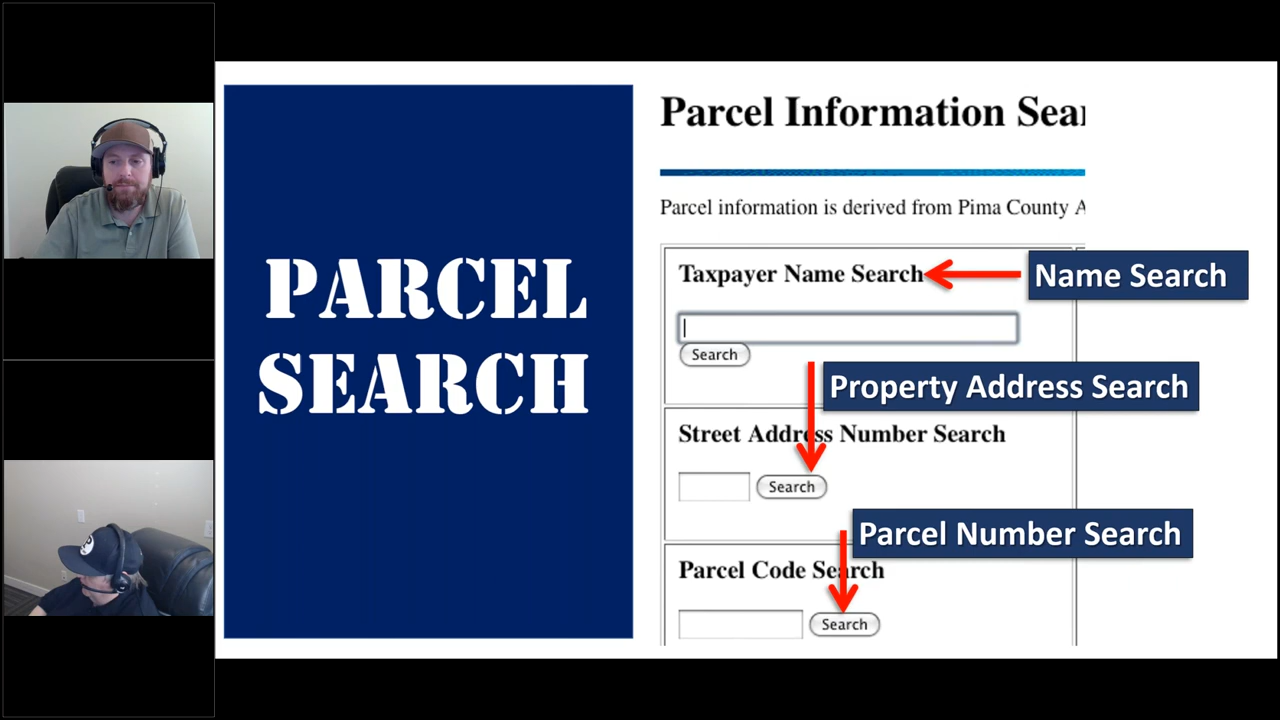 PARCEL
SEARCH
Parcel Information Sear
Parcel information is derived from Pima County A
Taxpayer Name Search
Name Search
Search
Property Address Search
Street Address Number Search
Search
Parcel Number Search
Parcel Code Search
Search